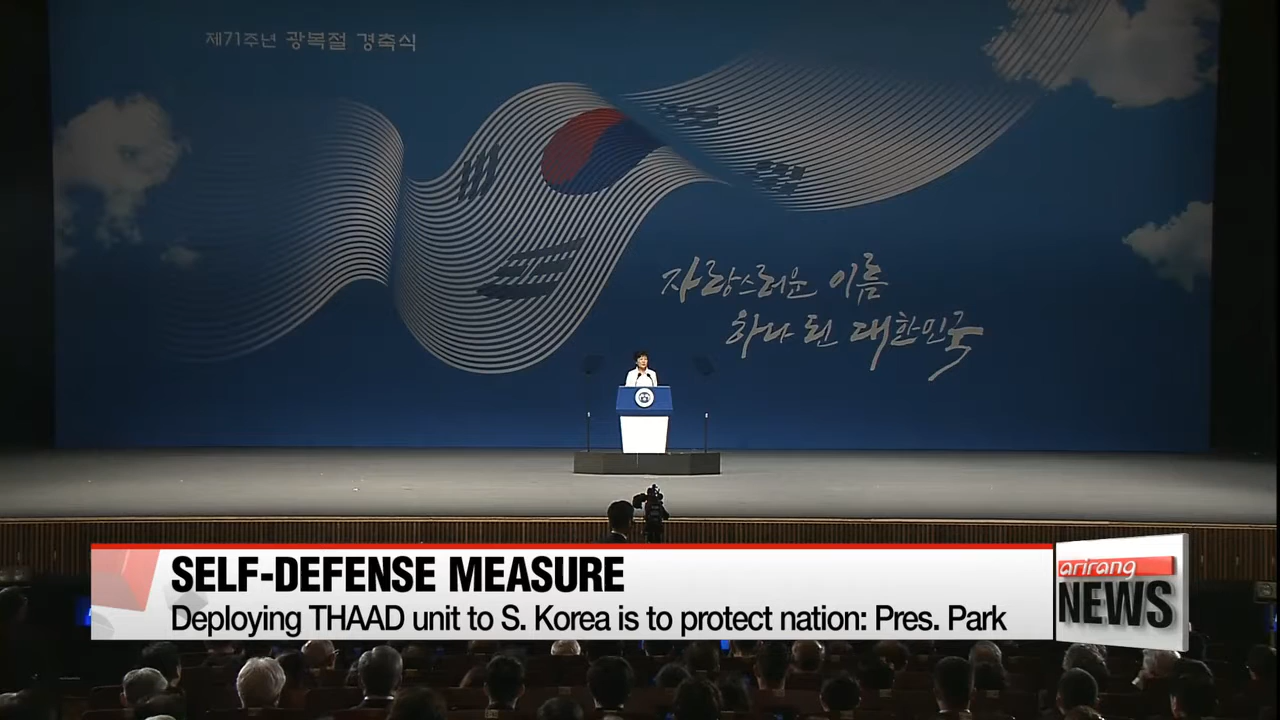 제71주년 광복절 경축식
자랑스러운 이름
하나 된 대한민국
SELF-DEFENSE MEASURE
Deploying THAAD unit to S. Korea is to protect nation: Pres. Park
arirang
NEWS